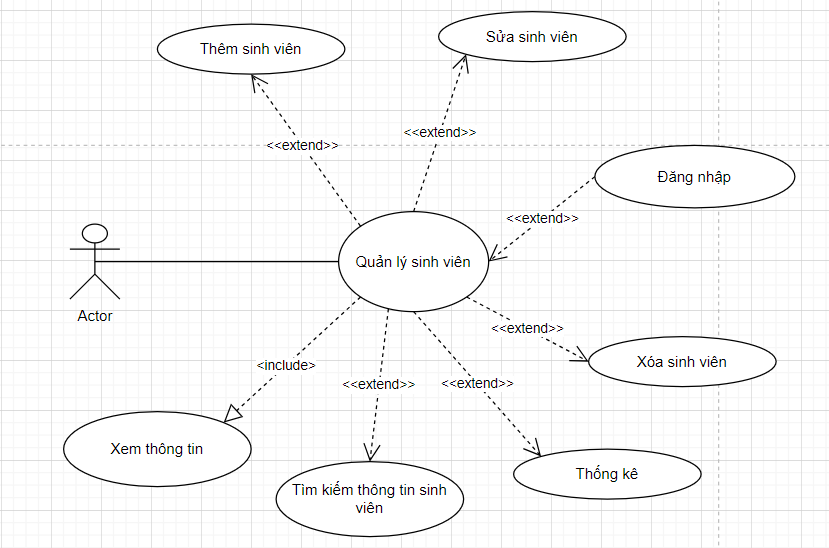 Thêm sinh viên
Sửa sinh viên
<<extend>>
<<extend>>
Đăng nhập
<<extend>>
Quản lý sinh viên
Actor
<<extend>>
<include>
Xóa sinh viên
<<extend>>
<<extend>>
Xem thông tin
Thống kê
Tìm kiếm thông tin sinh
viên